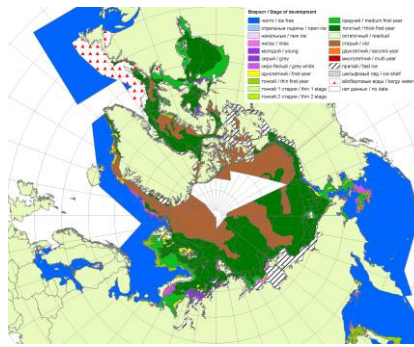 Возраст / Stage of development
чисто / ice free
отдельные льдины / open ice
начальные / new ice
нилас / nilas
молодой / young
серый / grey
серо-белый / grey-white
однолетний / first-year
тонкий / thin first-year
тонкий 1 стадии / thin 1 stage
тонкий 2 стадии / thin 2 stage
средний / medium first-year
толстый / thick first-year
остаточный / residual
старый / old
двухлетний / second-year
многолетний / multi-year
припай / fast ice
шельфовый лед / ice shelf
айсберговые воды / bergy water
нет данных / no data